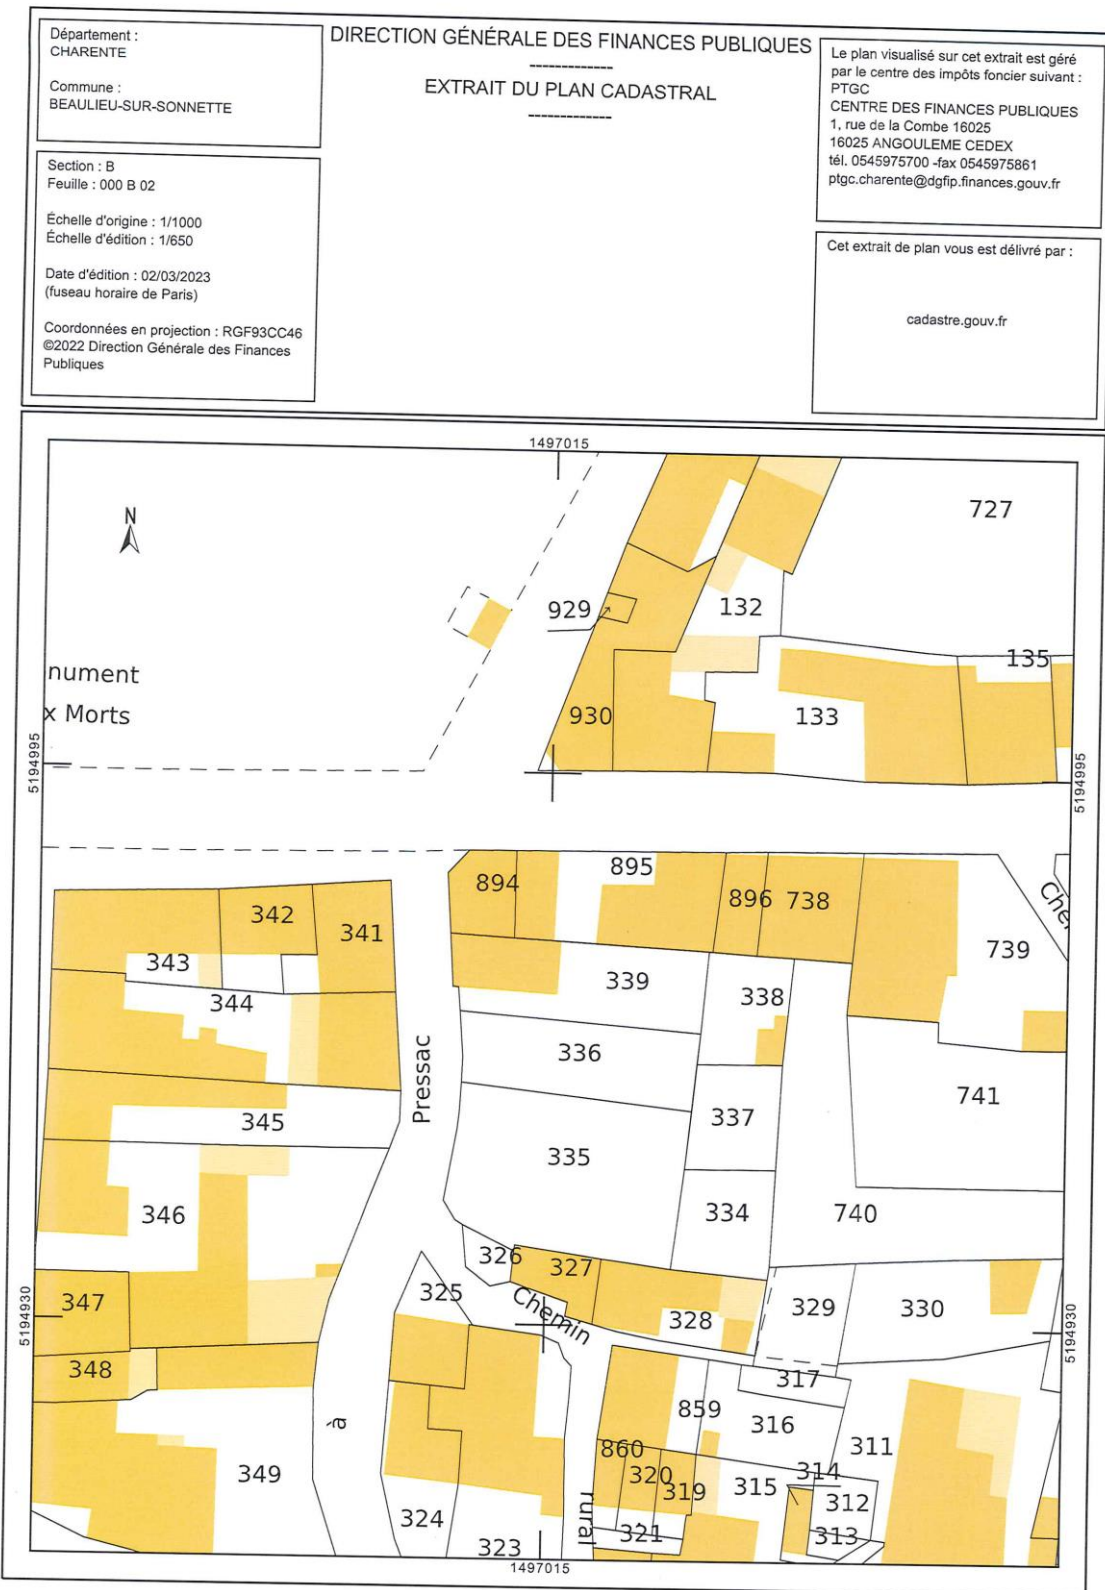 Département :
CHARENTE
Commune :
BEAULIEU-SUR-SONNETTE
Section : B
Feuille : 000 B 02
Échelle d'origine : 1/1000
Échelle d'édition : 1/650
Date d'édition : 02/03/2023
(fuseau horaire de Paris)
Coordonnées en projection : RGF93CC46
©2022 Direction Générale des Finances
Publiques
DIRECTION GÉNÉRALE DES FINANCES PUBLIQUES
-------------
EXTRAIT DU PLAN CADASTRAL
-------------
Le plan visualisé sur cet extrait est géré
par le centre des impôts foncier suivant :
PTGC
CENTRE DES FINANCES PUBLIQUES
1, rue de la Combe 16025
16025 ANGOULEME CEDEX
tél. 0545975700 -fax 0545975861
ptgc.charente@dgfip.finances.gouv.fr
Cet extrait de plan vous est délivré par :
cadastre.gouv.fr
1497015
N
727
929
132
nument
x Morts
135
930
133
5194995
5194995
894
895
896
738
739
Che
342
341
343
344
339
338
336
Pressac
741
345
337
335
346
334
740
326
327
325
Chemin
328
329
330
347
5194930
5194930
348
317
859
316
à
860
311
349
320
319
315
314
312
324
rural
321
313
323
1497015